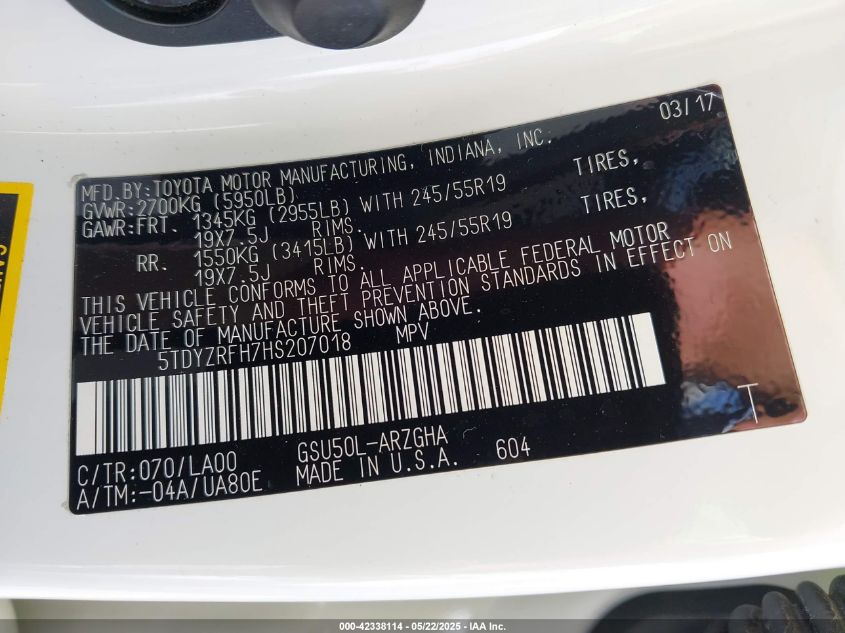 03/17
MFD.BY:TOYOTA MOTOR MANUFACTURING, INDIANA, INC.
GVWR:2700KG (5950LB)
GAWR:FRT. 1345KG (2955LB) WITH 245/55R19 TIRES,
19X7.5J RIMS.
RR. 1550KG (3415LB) WITH 245/55R19 TIRES,
19X7.5J RIMS.
THIS VEHICLE CONFORMS TO ALL APPLICABLE FEDERAL MOTOR
VEHICLE SAFETY AND THEFT PREVENTION STANDARDS IN EFFECT ON
THE DATE OF MANUFACTURE SHOWN ABOVE.
5TDYZRFH7HS207018 MPV
T
C/TR:070/LA00 GSU50L-ARZGHA
A/TM:-04A/UA80E MADE IN U.S.A. 604
000-42338114 - 05/22/2025 - IAA Inc.